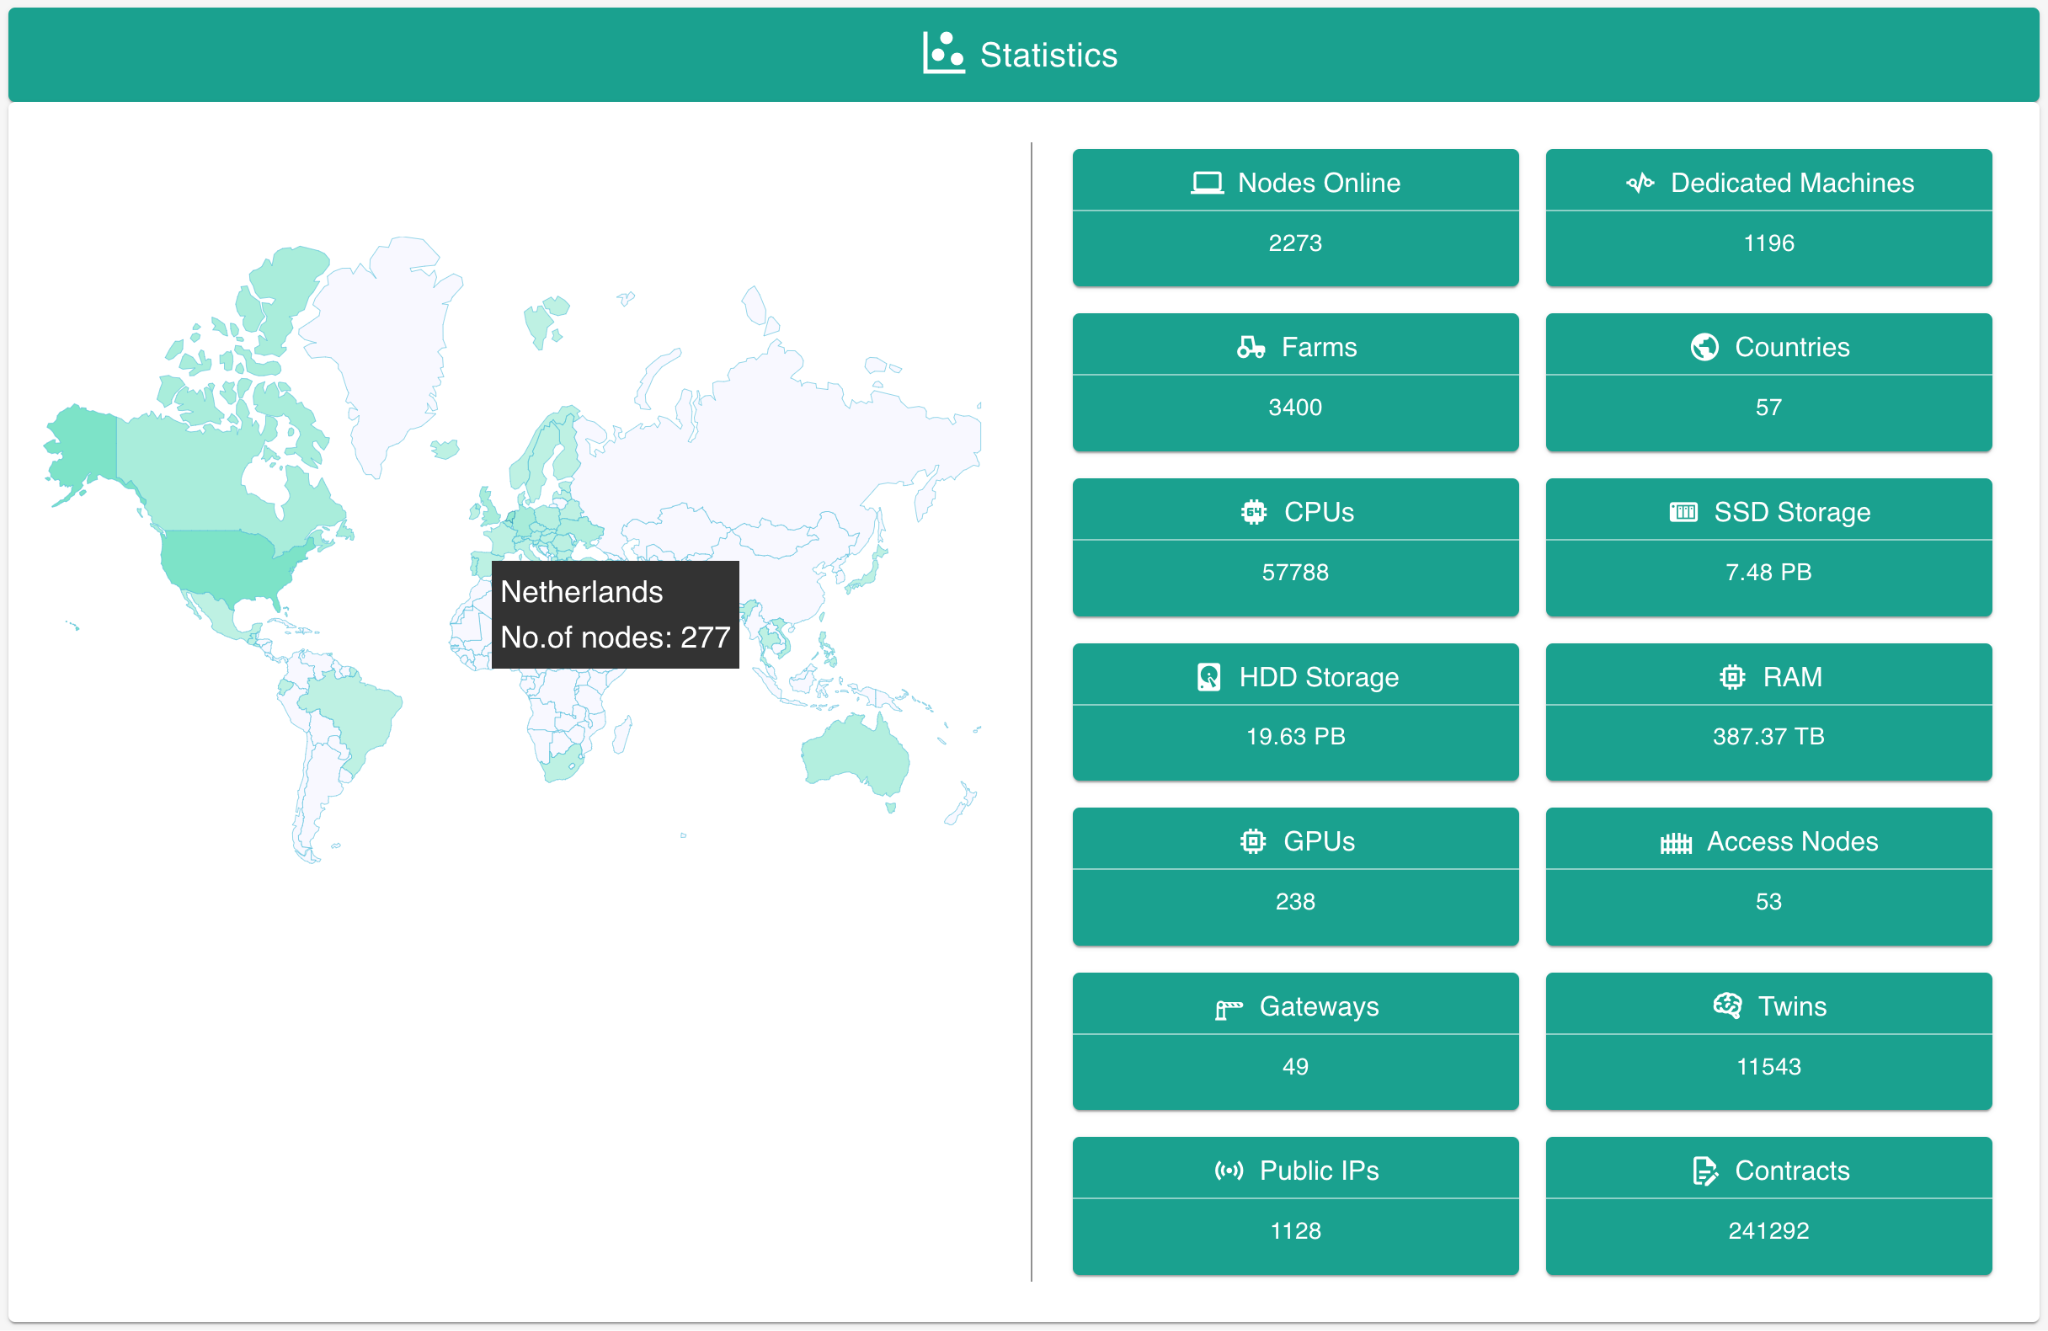 Statistics
Netherlands
No.of nodes: 277
Nodes Online
2273
Dedicated Machines
1196
Farms
3400
Countries
57
CPUs
57788
SSD Storage
7.48 PB
HDD Storage
19.63 PB
RAM
387.37 TB
GPUs
238
Access Nodes
53
Gateways
49
Twins
11543
Public IPs
1128
Contracts
241292